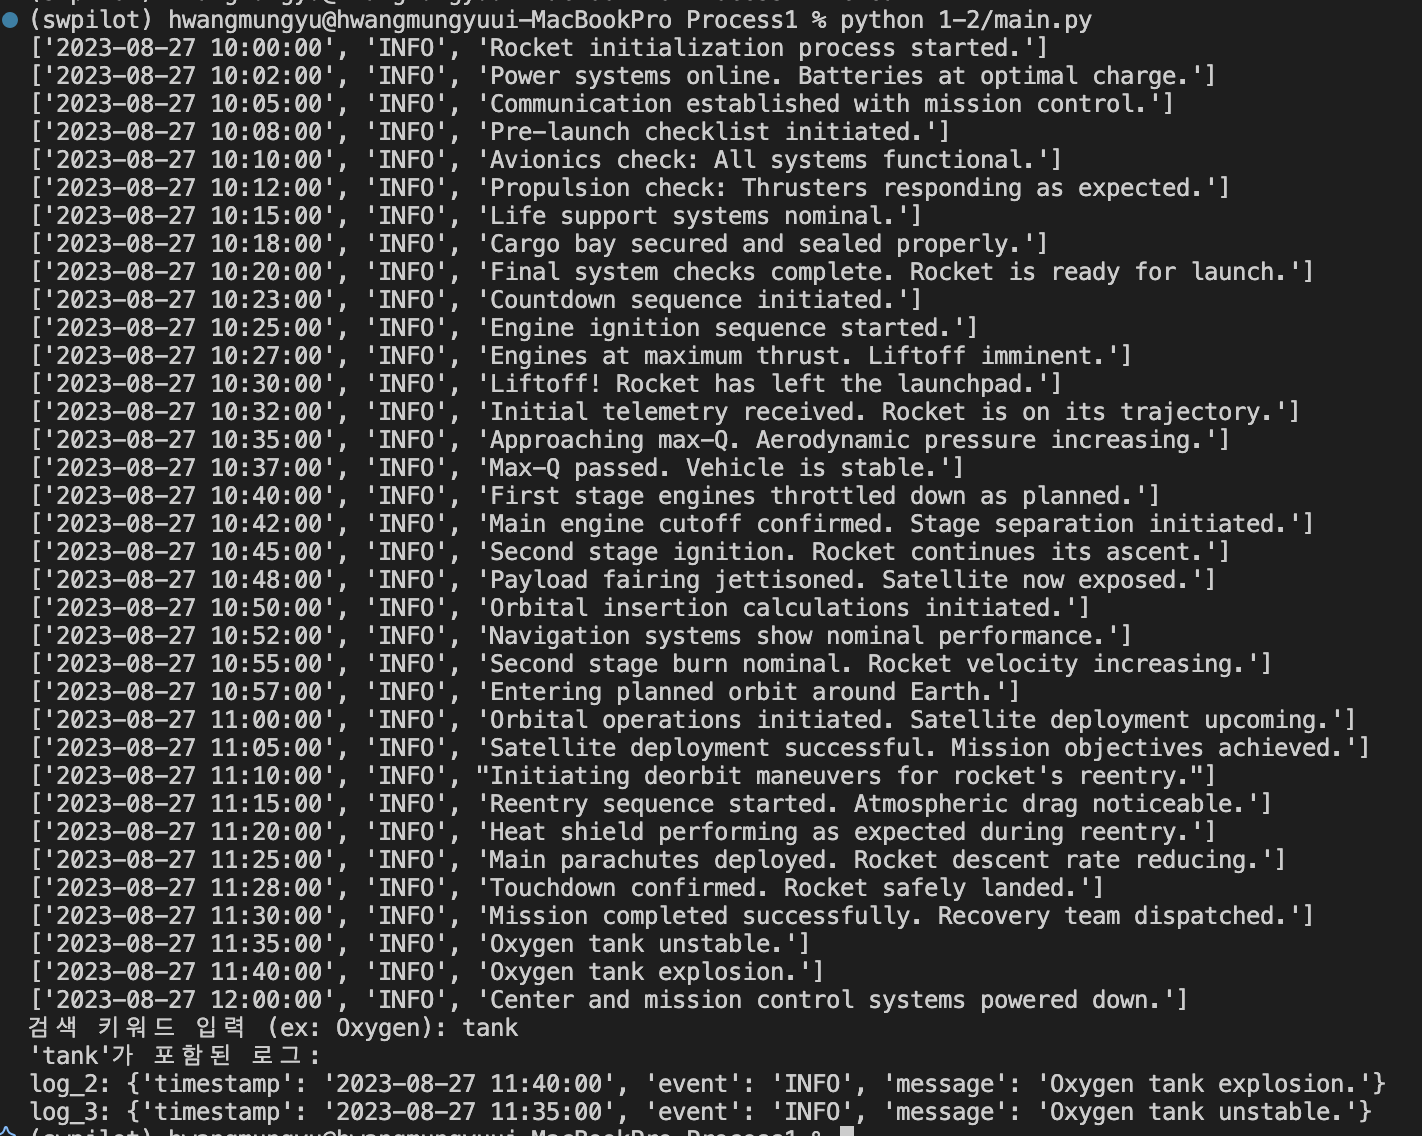 (swpilot) hwangmungyu@hwangmungyuui-MacBookPro Process1 % python 1-2/main.py
['2023-08-27 10:00:00', 'INFO', 'Rocket initialization process started.']
['2023-08-27 10:02:00', 'INFO', 'Power systems online. Batteries at optimal charge.']
['2023-08-27 10:05:00', 'INFO', 'Communication established with mission control.']
['2023-08-27 10:08:00', 'INFO', 'Pre-launch checklist initiated.']
['2023-08-27 10:10:00', 'INFO', 'Avionics check: All systems functional.']
['2023-08-27 10:12:00', 'INFO', 'Propulsion check: Thrusters responding as expected.']
['2023-08-27 10:15:00', 'INFO', 'Life support systems nominal.']
['2023-08-27 10:18:00', 'INFO', 'Cargo bay secured and sealed properly.']
['2023-08-27 10:20:00', 'INFO', 'Final system checks complete. Rocket is ready for launch.']
['2023-08-27 10:23:00', 'INFO', 'Countdown sequence initiated.']
['2023-08-27 10:25:00', 'INFO', 'Engine ignition sequence started.']
['2023-08-27 10:27:00', 'INFO', 'Engines at maximum thrust. Liftoff imminent.']
['2023-08-27 10:30:00', 'INFO', 'Liftoff! Rocket has left the launchpad.']
['2023-08-27 10:32:00', 'INFO', 'Initial telemetry received. Rocket is on its trajectory.']
['2023-08-27 10:35:00', 'INFO', 'Approaching max-Q. Aerodynamic pressure increasing.']
['2023-08-27 10:37:00', 'INFO', 'Max-Q passed. Vehicle is stable.']
['2023-08-27 10:40:00', 'INFO', 'First stage engines throttled down as planned.']
['2023-08-27 10:42:00', 'INFO', 'Main engine cutoff confirmed. Stage separation initiated.']
['2023-08-27 10:45:00', 'INFO', 'Second stage ignition. Rocket continues its ascent.']
['2023-08-27 10:48:00', 'INFO', 'Payload fairing jettisoned. Satellite now exposed.']
['2023-08-27 10:50:00', 'INFO', 'Orbital insertion calculations initiated.']
['2023-08-27 10:52:00', 'INFO', 'Navigation systems show nominal performance.']
['2023-08-27 10:55:00', 'INFO', 'Second stage burn nominal. Rocket velocity increasing.']
['2023-08-27 10:57:00', 'INFO', 'Entering planned orbit around Earth.']
['2023-08-27 11:00:00', 'INFO', 'Orbital operations initiated. Satellite deployment upcoming.']
['2023-08-27 11:05:00', 'INFO', 'Satellite deployment successful. Mission objectives achieved.']
['2023-08-27 11:10:00', 'INFO', "Initiating deorbit maneuvers for rocket's reentry."]
['2023-08-27 11:15:00', 'INFO', 'Reentry sequence started. Atmospheric drag noticeable.']
['2023-08-27 11:20:00', 'INFO', 'Heat shield performing as expected during reentry.']
['2023-08-27 11:25:00', 'INFO', 'Main parachutes deployed. Rocket descent rate reducing.']
['2023-08-27 11:28:00', 'INFO', 'Touchdown confirmed. Rocket safely landed.']
['2023-08-27 11:30:00', 'INFO', 'Mission completed successfully. Recovery team dispatched.']
['2023-08-27 11:35:00', 'INFO', 'Oxygen tank unstable.']
['2023-08-27 11:40:00', 'INFO', 'Oxygen tank explosion.']
['2023-08-27 12:00:00', 'INFO', 'Center and mission control systems powered down.']
검색 키워드 입력 (ex: Oxygen): tank
'tank'가 포함된 로그:
log_2: {'timestamp': '2023-08-27 11:40:00', 'event': 'INFO', 'message': 'Oxygen tank explosion.'}
log_3: {'timestamp': '2023-08-27 11:35:00', 'event': 'INFO', 'message': 'Oxygen tank unstable.'}
(swpilot) hwangmungyu@hwangmungyuui-MacBookPro Process1 %